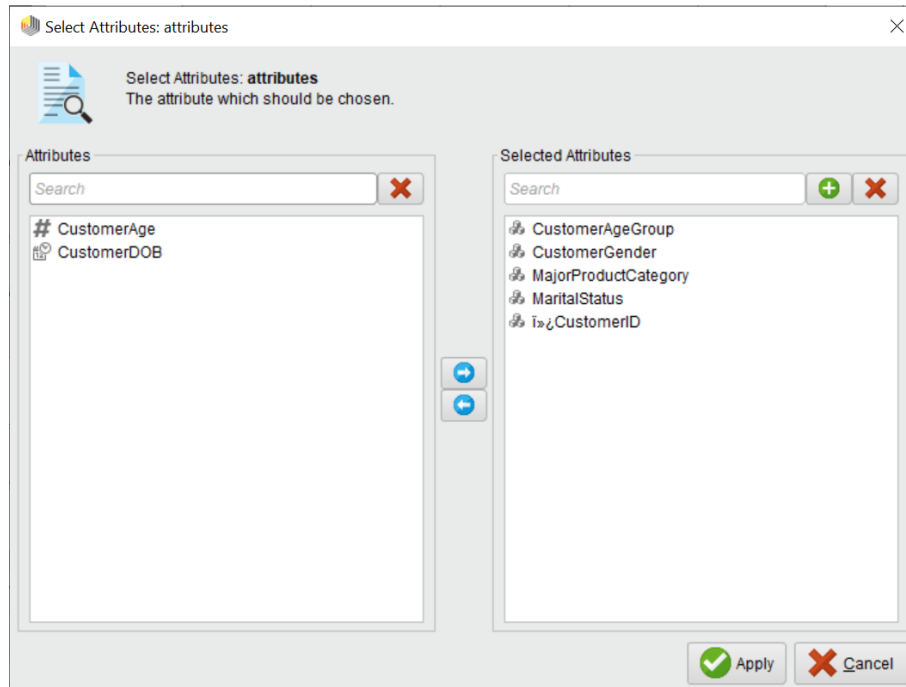 Select Attributes: attributes
Select Attributes: attributes
The attribute which should be chosen.
Attributes
Search
# CustomerAge
CustomerDOB
Selected Attributes
Search
CustomerAgeGroup
CustomerGender
MajorProductCategory
MaritalStatus
ï»¿CustomerID
Apply
Cancel